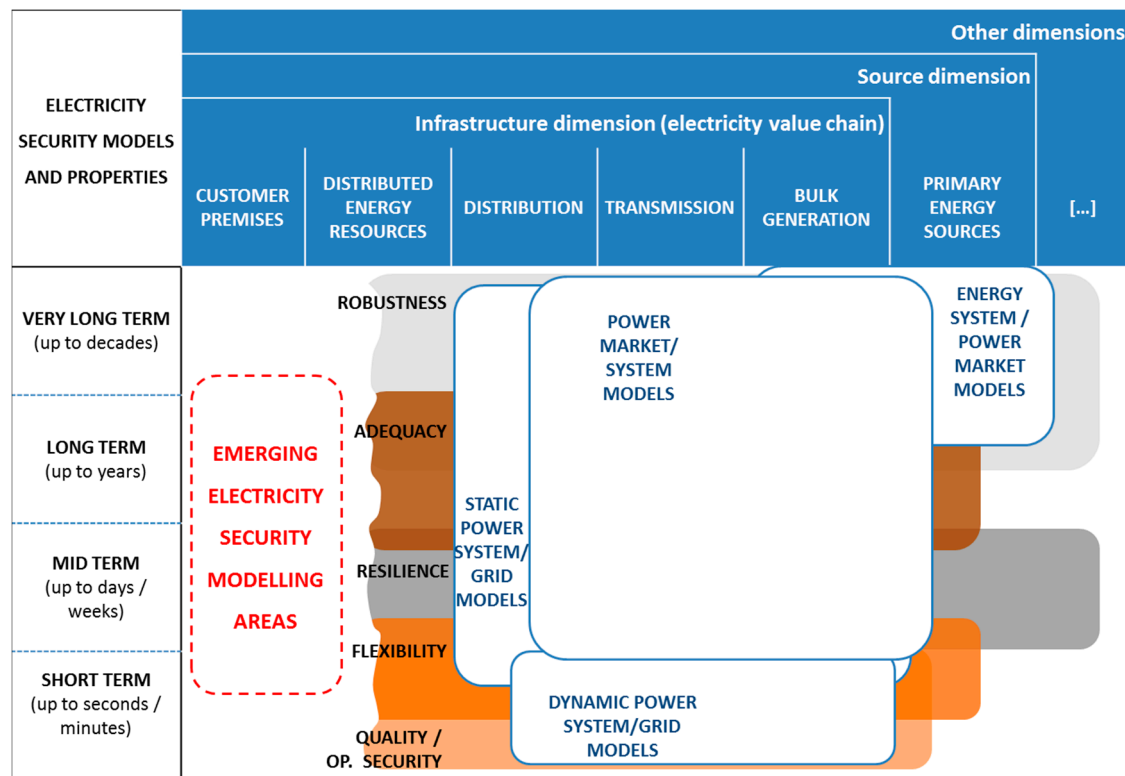 Other dimensions
Source dimension
Infrastructure dimension (electricity value chain)
ELECTRICITY
SECURITY MODELS
AND PROPERTIES
CUSTOMER
PREMISES
DISTRIBUTED
ENERGY
RESOURCES
DISTRIBUTION
TRANSMISSION
BULK
GENERATION
PRIMARY
ENERGY
SOURCES
[...]
VERY LONG TERM
(up to decades)
LONG TERM
(up to years)
MID TERM
(up to days /
weeks)
SHORT TERM
(up to seconds /
minutes)
EMERGING
ELECTRICITY
SECURITY
MODELLING
AREAS
ROBUSTNESS
ADEQUACY
RESILIENCE
FLEXIBILITY
QUALITY /
OP. SECURITY
STATIC
POWER
SYSTEM/
GRID
MODELS
POWER
MARKET/
SYSTEM
MODELS
ENERGY
SYSTEM /
POWER
MARKET
MODELS
DYNAMIC POWER
SYSTEM/GRID
MODELS